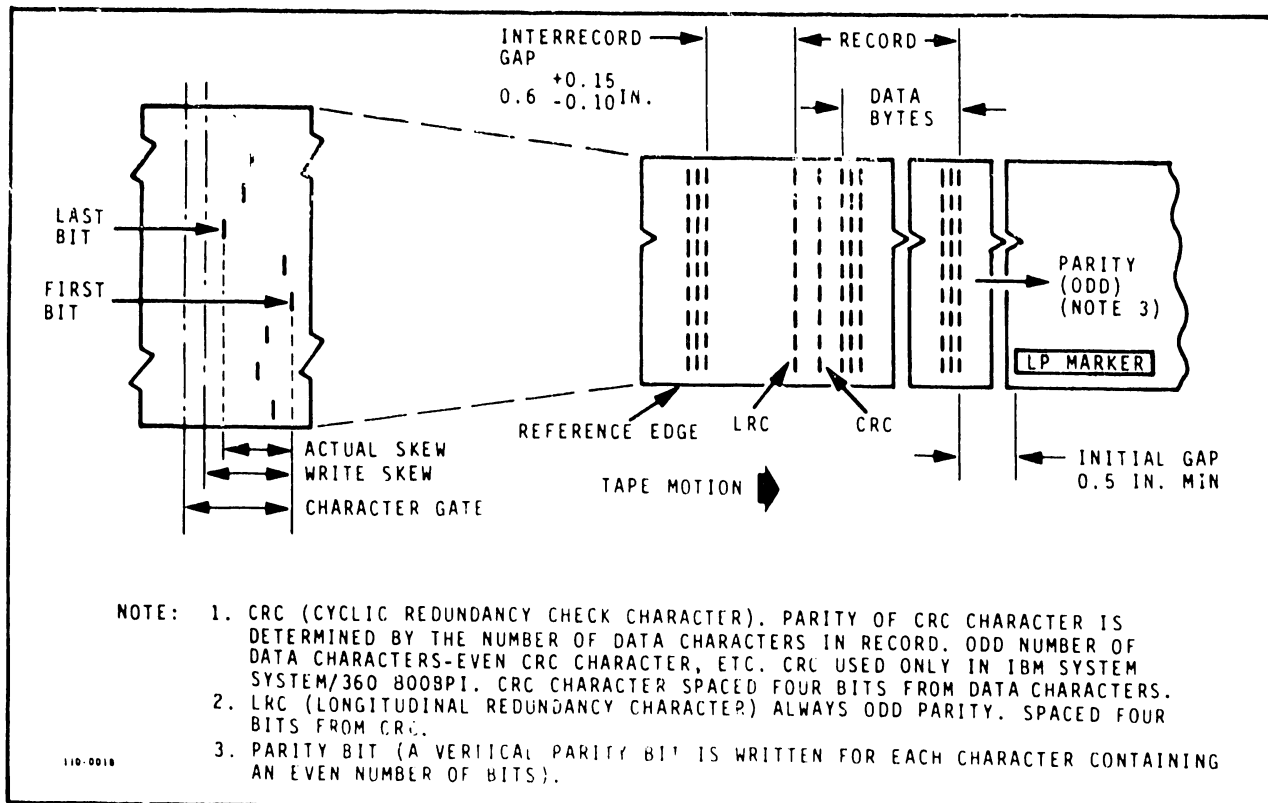 INTERRECORD
GAP
+0.15
0.6 -0.10 IN.
RECORD
DATA
BYTES
LAST
BIT
FIRST
BIT
PARITY
(ODD)
(NOTE 3)
LP MARKER
REFERENCE EDGE
LRC
CRC
ACTUAL SKEW
WRITE SKEW
CHARACTER GATE
TAPE MOTION
INITIAL GAP
0.5 IN. MIN
NOTE: 1. CRC (CYCLIC REDUNDANCY CHECK CHARACTER). PARITY OF CRC CHARACTER IS
DETERMINED BY THE NUMBER OF DATA CHARACTERS IN RECORD. ODD NUMBER OF
DATA CHARACTERS-EVEN CRC CHARACTER, ETC. CRC USED ONLY IN IBM SYSTEM
SYSTEM/360 800BPI. CRC CHARACTER SPACED FOUR BITS FROM DATA CHARACTERS.
2. LRC (LONGITUDINAL REDUNDANCY CHARACTER) ALWAYS ODD PARITY. SPACED FOUR
BITS FROM CRC.
3. PARITY BIT (A VERTICAL PARITY BIT IS WRITTEN FOR EACH CHARACTER CONTAINING
AN EVEN NUMBER OF BITS).
110-0018